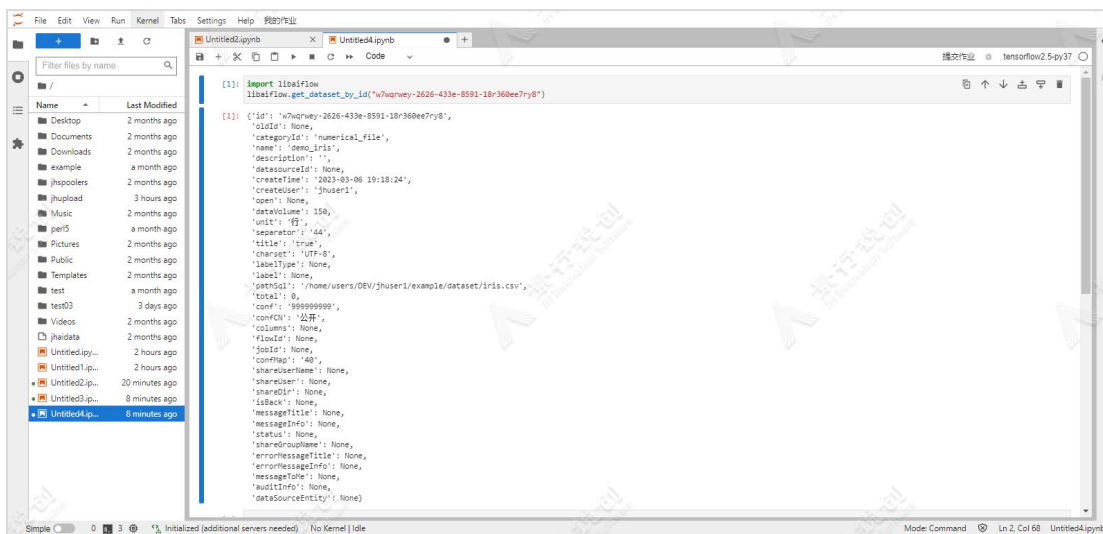 File Edit View Run Kernel Tabs Settings Help 我的作业
Filter files by name
/
Name Last Modified
Desktop 2 months ago
Documents 2 months ago
Downloads 2 months ago
example a month ago
jhspoolers 2 months ago
jhupload 3 hours ago
Music 2 months ago
perl5 a month ago
Pictures 2 months ago
Public 2 months ago
Templates 2 months ago
test a month ago
test03 3 days ago
Videos 2 months ago
jhaidata 2 months ago
Untitled.ipy... 2 hours ago
Untitled1.ip... 2 hours ago
Untitled2.ip... 20 minutes ago
Untitled3.ip... 8 minutes ago
Untitled4.ip... 8 minutes ago
Untitled2.ipynb Untitled4.ipynb
Code 提交作业 tensorflow2.5-py37
[1]: import libaiflow
libaiflow.get_dataset_by_id("w7wqrwey-2626-433e-8591-18r360ee7ry8")
[1]: {'id': 'w7wqrwey-2626-433e-8591-18r360ee7ry8',
'oldId': None,
'categoryId': 'numerical_file',
'name': 'demo_iris',
'description': '',
'datasourceId': None,
'createTime': '2023-03-06 19:18:24',
'createUser': 'jhuser1',
'open': None,
'dataVolume': 150,
'unit': '行',
'separator': '44',
'title': 'true',
'charset': 'UTF-8',
'labelType': None,
'label': None,
'pathSql': '/home/users/DEV/jhuser1/example/dataset/iris.csv',
'total': 0,
'conf': '999999999',
'confCN': '公开',
'columns': None,
'flowId': None,
'jobId': None,
'confMap': '40',
'shareUserName': None,
'shareUser': None,
'shareDir': None,
'isBack': None,
'messageTitle': None,
'messageInfo': None,
'status': None,
'shareGroupName': None,
'errorMessageTitle': None,
'errorMessageInfo': None,
'messageToMe': None,
'auditInfo': None,
'dataSourceEntity': None}
Simple 0 3 Initialized (additional servers needed) No Kernel | Idle Mode: Command Ln 2, Col 68 Untitled4.ipynb